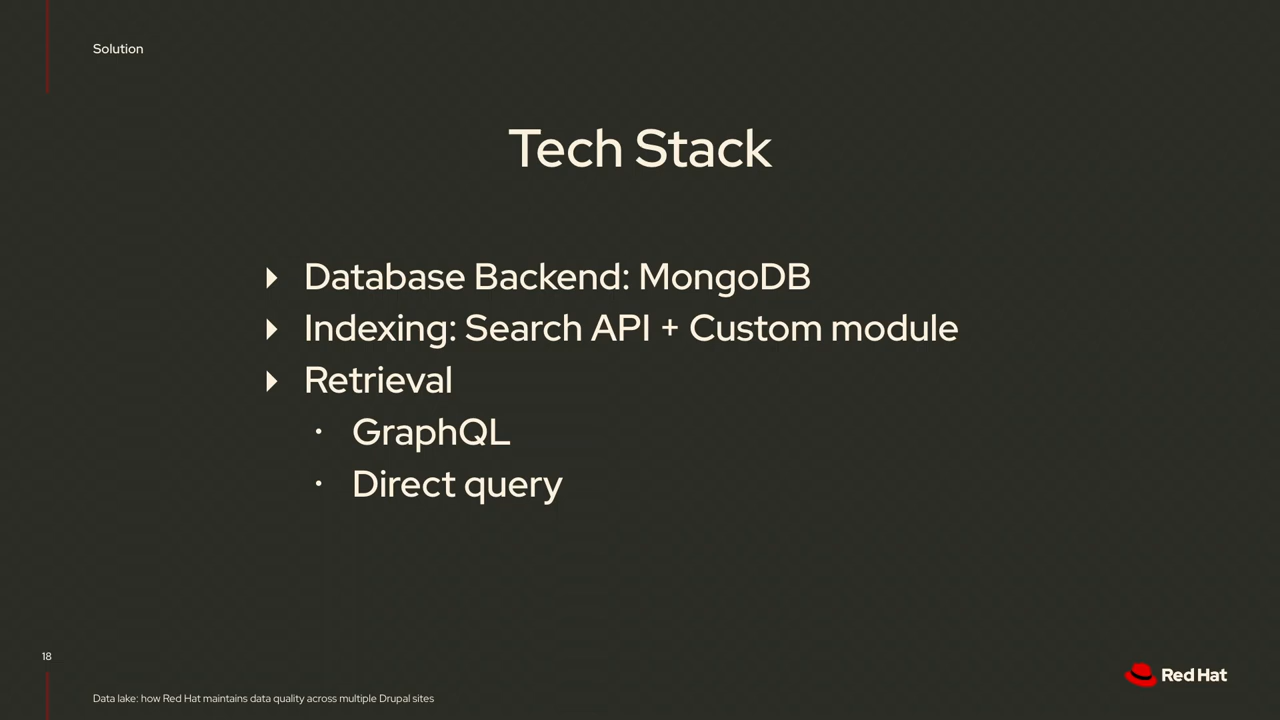 Solution
Tech Stack
Database Backend: MongoDB
Indexing: Search API + Custom module
Retrieval
GraphQL
Direct query
18
Red Hat
Data lake: how Red Hat maintains data quality across multiple Drupal sites